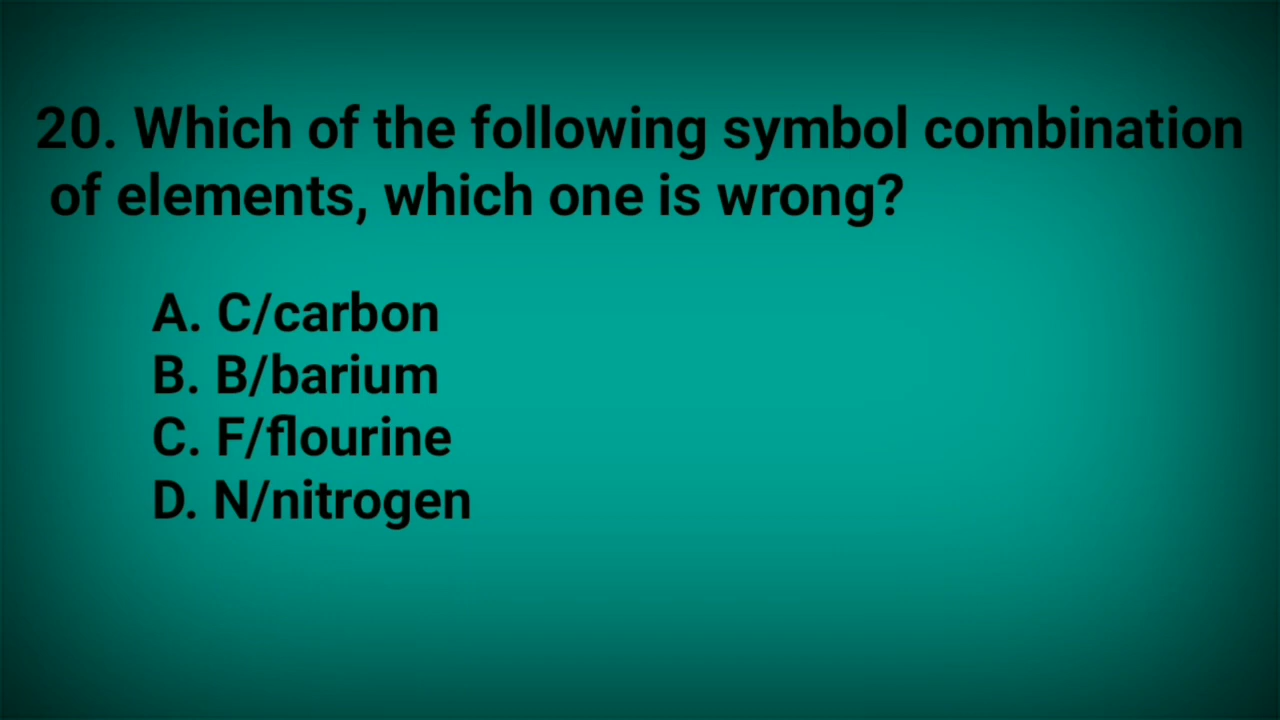 20. Which of the following symbol combination
of elements, which one is wrong?
A. C/carbon
B. B/barium
C. F/flourine
D. N/nitrogen